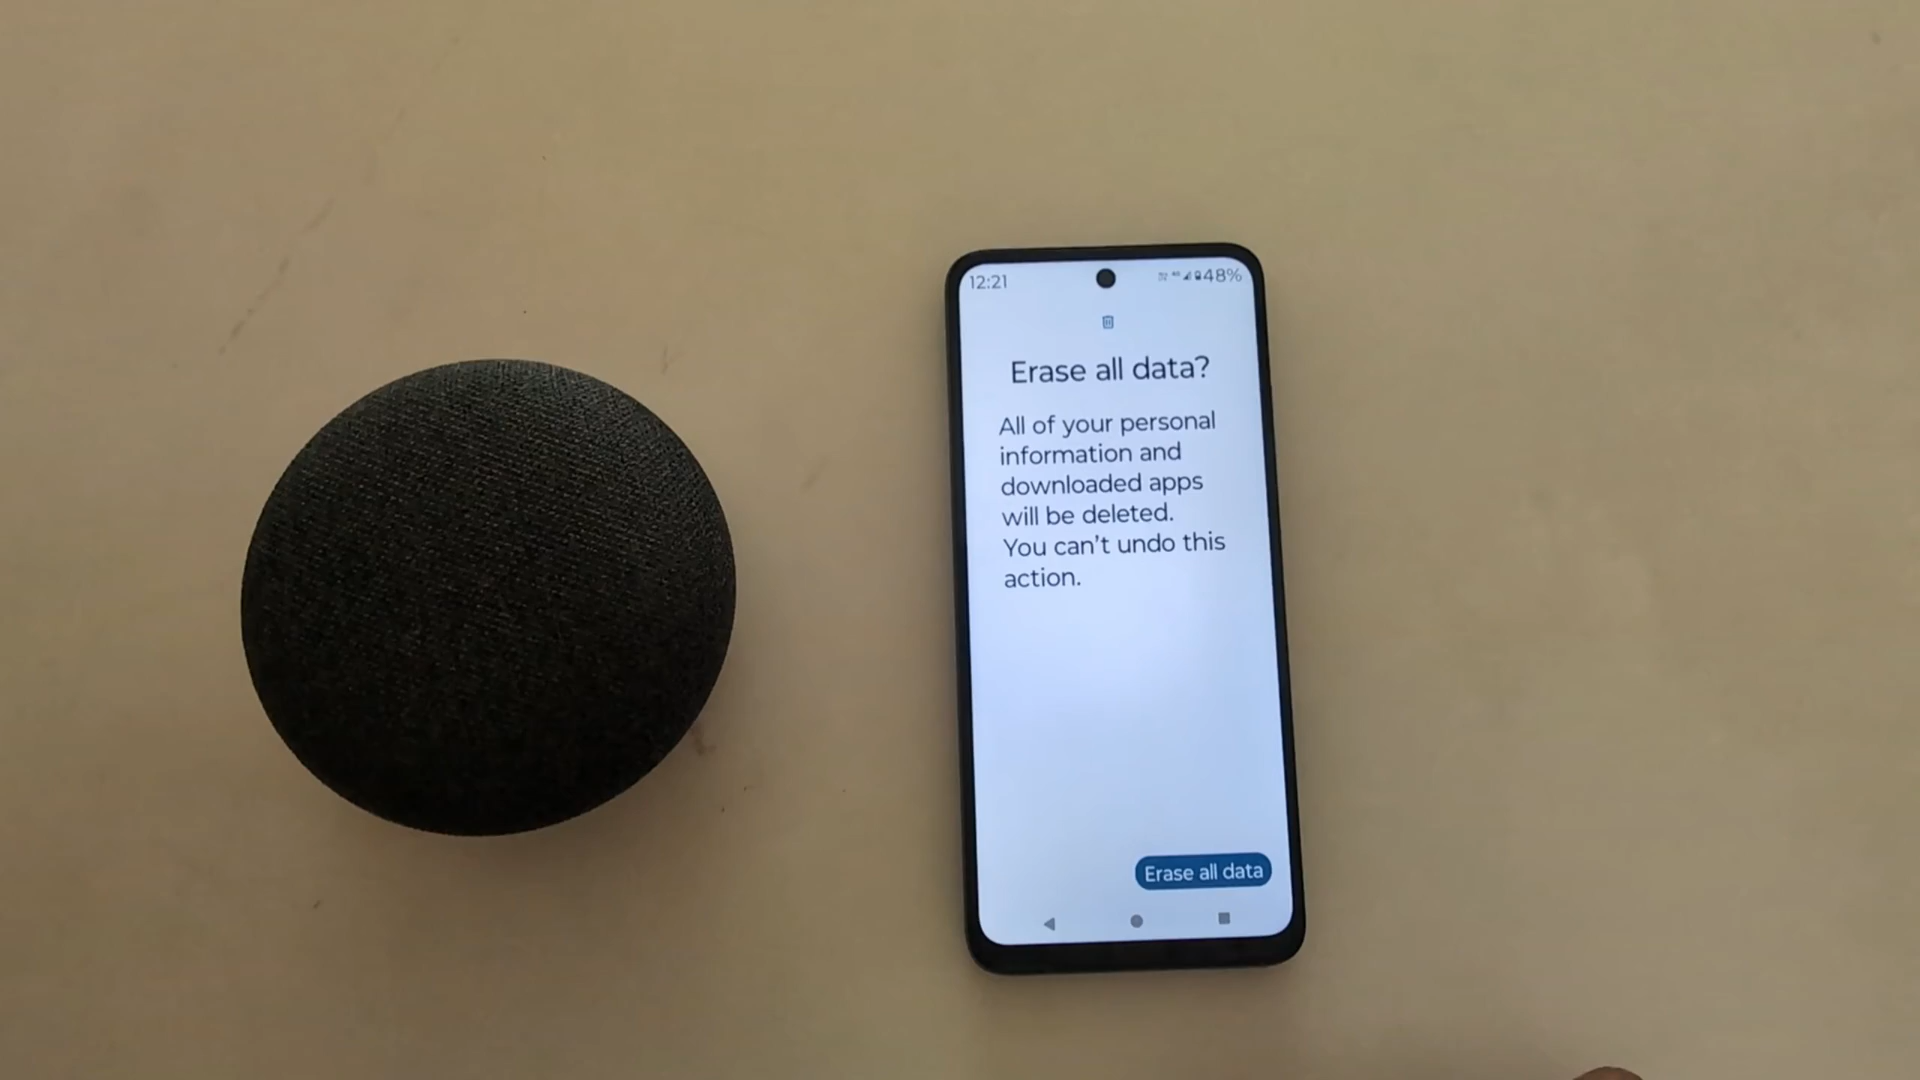 12:21
48%
Erase all data?
All of your personal
information and
downloaded apps
will be deleted.
You can't undo this
action.
Erase all data